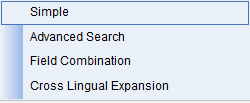 Simple
Advanced Search
Field Combination
Cross Lingual Expansion